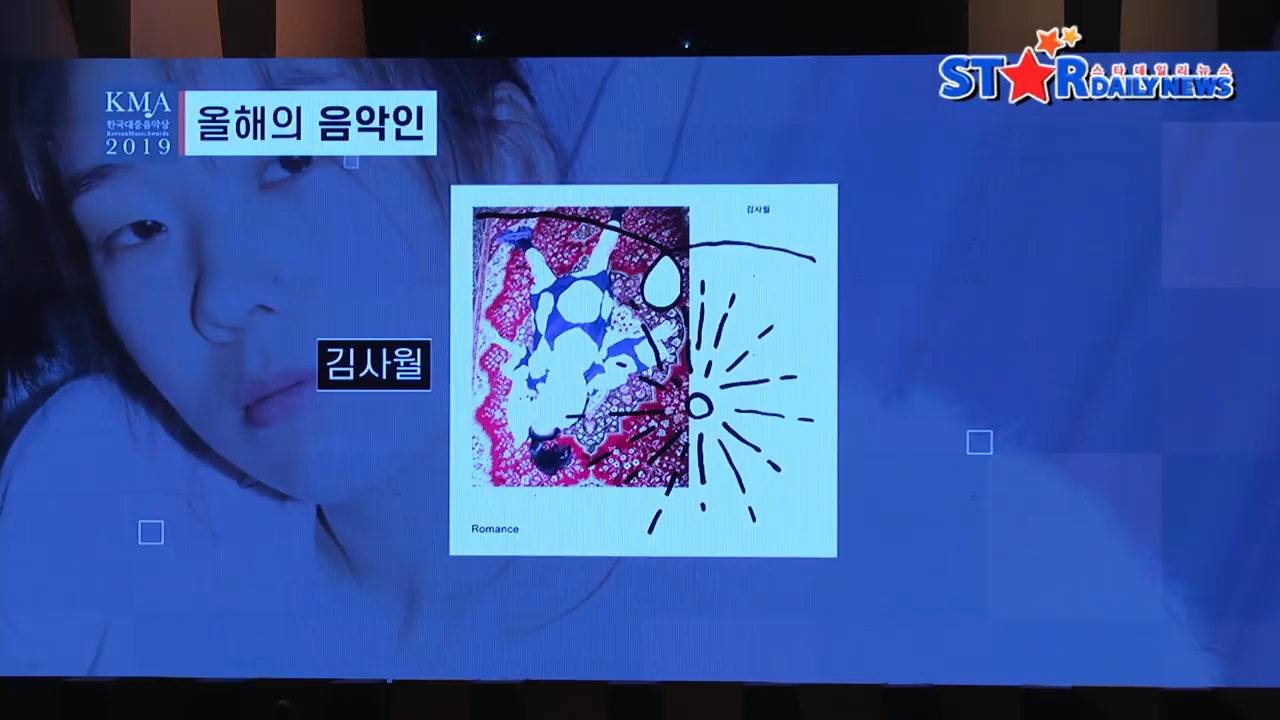 스타데일리뉴스
STAR DAILY NEWS
KMA
한국대중음악상
Korean Music Awards
2019
올해의 음악인
김사월
김사월
Romance